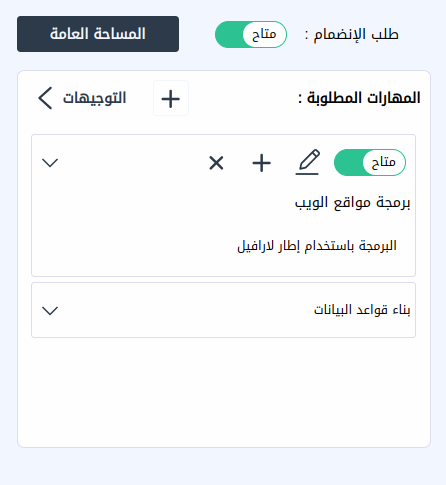 طلب الإنضمام :
متاح
المساحة العامة
المهارات المطلوبة :
التوجيهات
متاح
برمجة مواقع الويب
البرمجة باستخدام إطار لارافيل
بناء قواعد البيانات